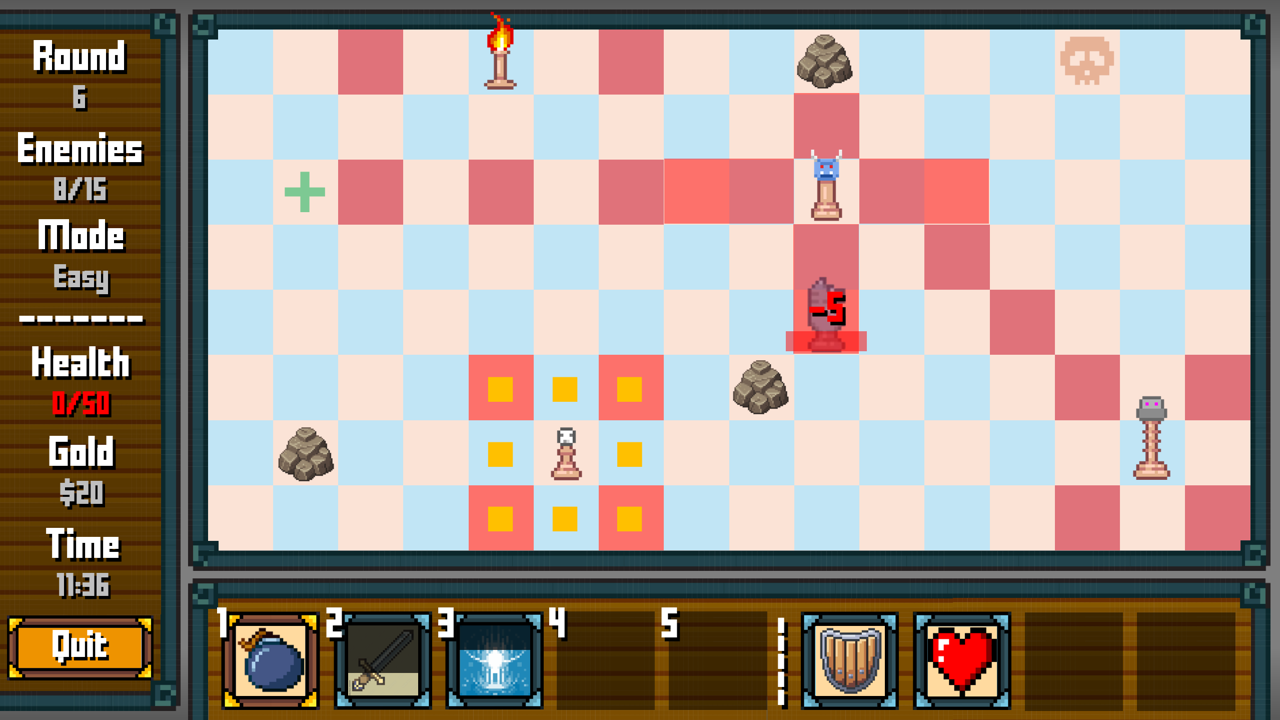 Round
6
Enemies
8/15
Mode
Easy
-------
Health
0/50
Gold
$20
Time
11:36
Quit
-5
1 2 3 4 5